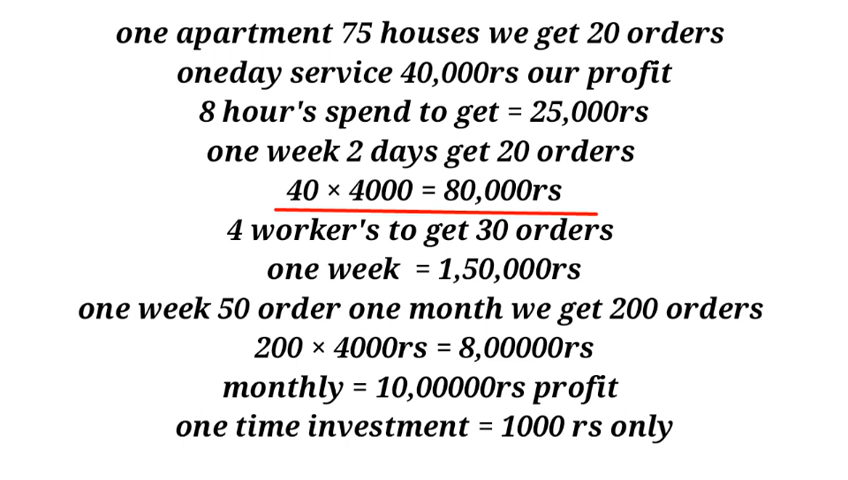 one apartment 75 houses we get 20 orders
oneday service 40,000rs our profit
8 hour's spend to get = 25,000rs
one week 2 days get 20 orders
40 × 4000 = 80,000rs
4 worker's to get 30 orders
one week = 1,50,000rs
one week 50 order one month we get 200 orders
200 × 4000rs = 8,00000rs
monthly = 10,00000rs profit
one time investment = 1000 rs only